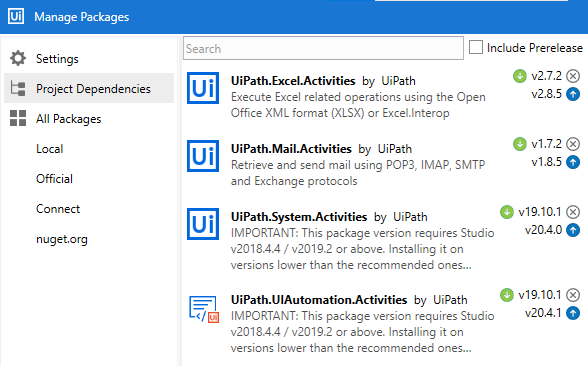 Ui Manage Packages
Settings
Project Dependencies
All Packages
Local
Official
Connect
nuget.org
Search
Include Prerelease
Ui
UiPath.Excel.Activities by UiPath
v2.7.2
Execute Excel related operations using the Open
v2.8.5
Office XML format (XLSX) or Excel.Interop
Ui
UiPath.Mail.Activities by UiPath
v1.7.2
Retrieve and send mail using POP3, IMAP, SMTP
v1.8.5
and Exchange protocols
Ui
UiPath.System.Activities by UiPath
v19.10.1
IMPORTANT: This package version requires Studio
v20.4.0
v2018.4.4 / v2019.2 or above. Installing it on
versions lower than the recommended ones...
Ui
UiPath.UIAutomation.Activities by UiPath
v19.10.1
IMPORTANT: This package version requires Studio
v20.4.1
v2018.4.4 / v2019.2 or above. Installing it on
versions lower than the recommended ones...